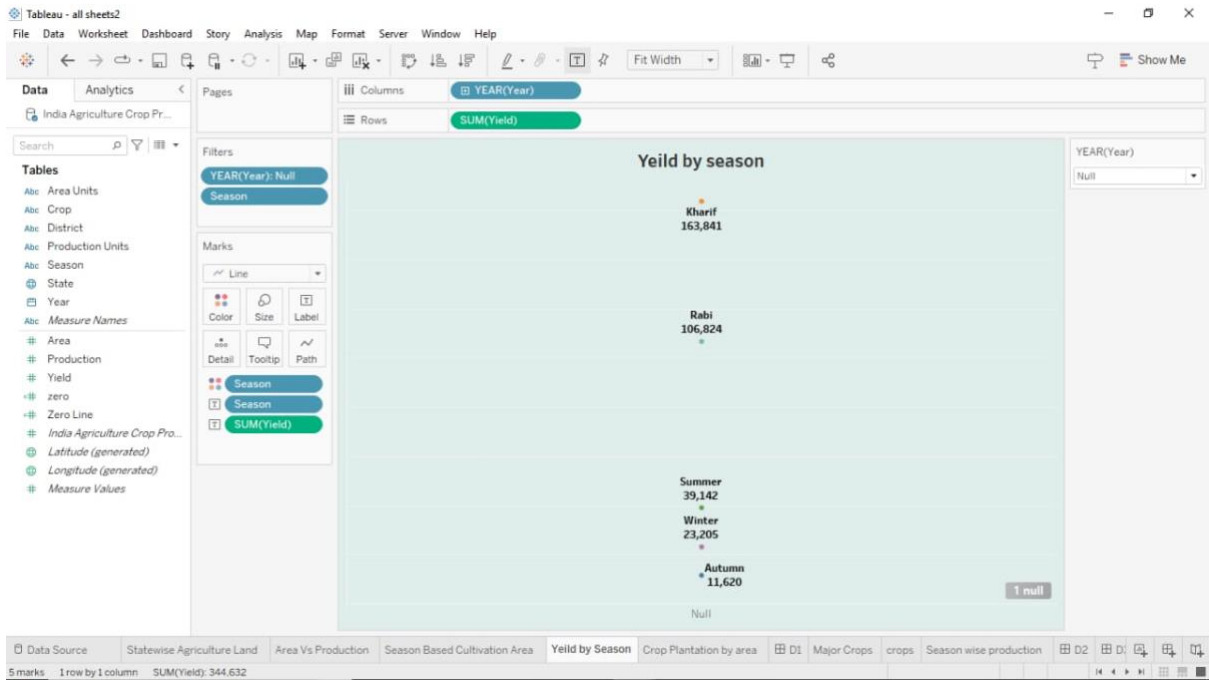 Tableau - all sheets2
File Data Worksheet Dashboard Story Analysis Map Format Server Window Help
Fit Width
Show Me
Data Analytics
India Agriculture Crop Pr...
Search
Tables
Abc Area Units
Abc Crop
Abc District
Abc Production Units
Abc Season
State
Year
Abc Measure Names
# Area
# Production
# Yield
=# zero
=# Zero Line
# India Agriculture Crop Pro...
Latitude (generated)
Longitude (generated)
# Measure Values
Pages
Filters
YEAR(Year): Null
Season
Marks
Line
Color Size Label
Detail Tooltip Path
Season
Season
SUM(Yield)
Columns YEAR(Year)
Rows SUM(Yield)
Yeild by season
Kharif
163,841
Rabi
106,824
Summer
39,142
Winter
23,205
Autumn
11,620
1 null
Null
YEAR(Year)
Null
Data Source Statewise Agriculture Land Area Vs Production Season Based Cultivation Area Yeild by Season Crop Plantation by area D1 Major Crops crops Season wise production D2
5 marks 1 row by 1 column SUM(Yield): 344,632